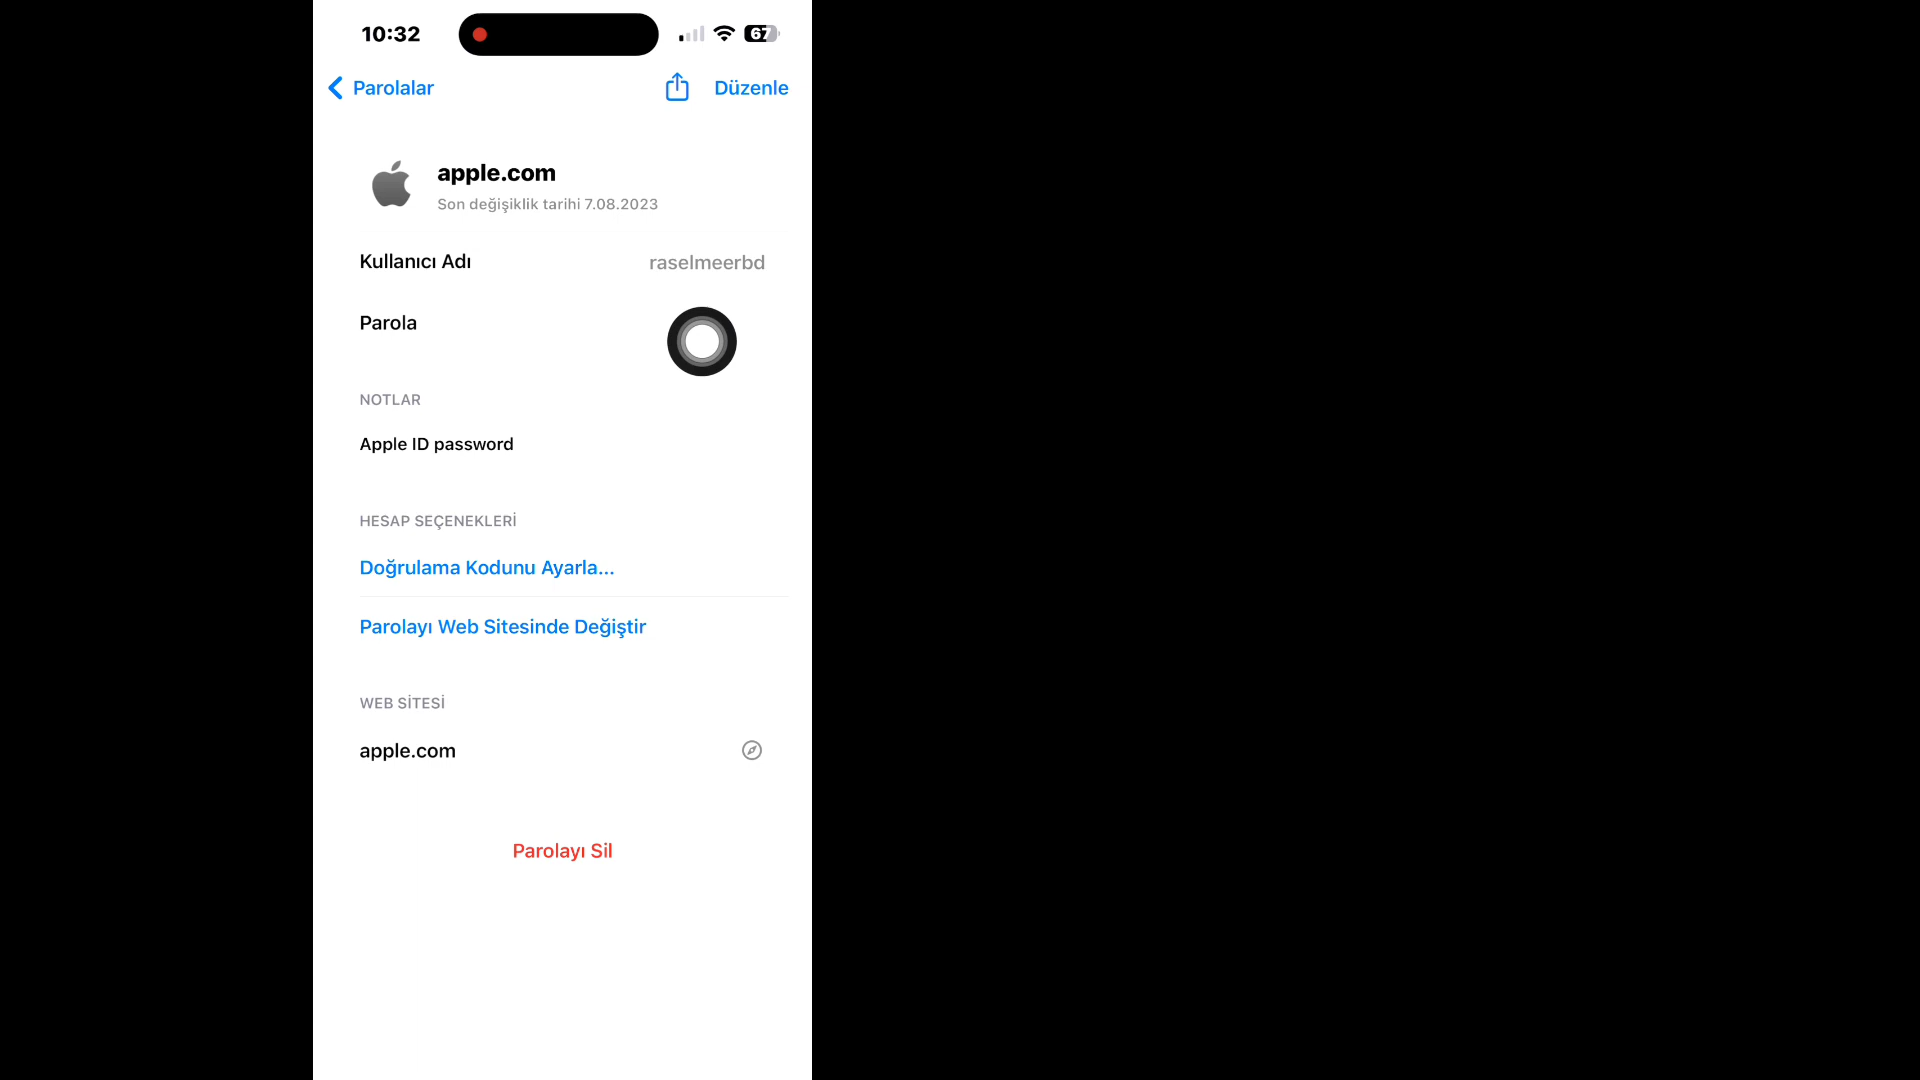 10:32
67
Parolalar
Düzenle
apple.com
Son değişiklik tarihi 7.08.2023
Kullanıcı Adı
raselmeerbd
Parola
NOTLAR
Apple ID password
HESAP SEÇENEKLERİ
Doğrulama Kodunu Ayarla...
Parolayı Web Sitesinde Değiştir
WEB SİTESİ
apple.com
Parolayı Sil